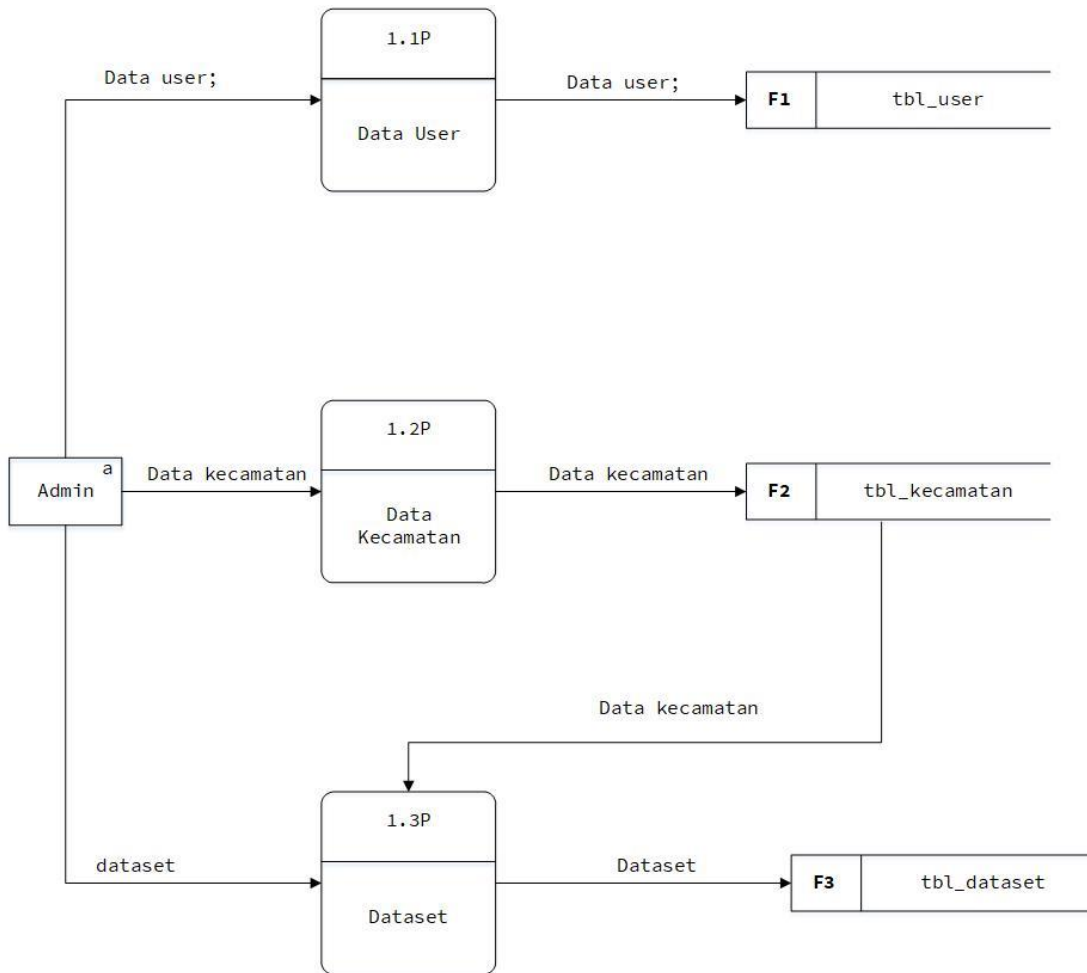 1.1P
Data user;
Data user;
F1
tbl_user
Data User
1.2P
a
Admin
Data kecamatan
Data kecamatan
F2
tbl_kecamatan
Data
Kecamatan
Data kecamatan
1.3P
dataset
Dataset
F3
tbl_dataset
Dataset